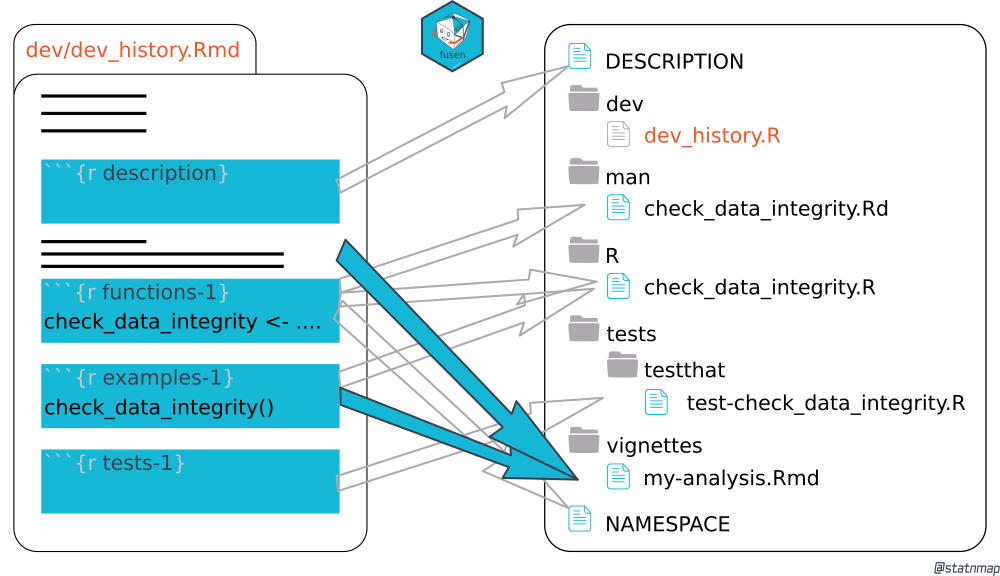 dev/dev_history.Rmd
```{r description}
```{r functions-1}
check_data_integrity <- ....
```{r examples-1}
check_data_integrity()
```{r tests-1}
fusen
DESCRIPTION
dev
dev_history.R
man
check_data_integrity.Rd
R
check_data_integrity.R
tests
testthat
test-check_data_integrity.R
vignettes
my-analysis.Rmd
NAMESPACE
@statnmap